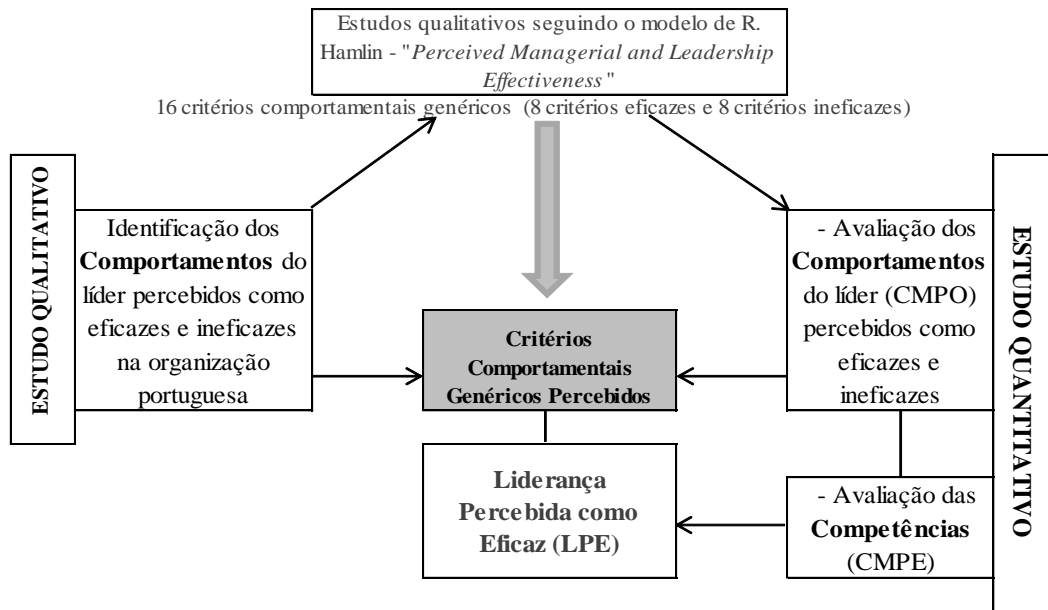 Estudos qualitativos seguindo o modelo de R.
Hamlin - "Perceived Managerial and Leadership
Effectiveness"
16 critérios comportamentais genéricos (8 critérios eficazes e 8 critérios ineficazes)
ESTUDO QUALITATIVO
Identificação dos
Comportamentos do
líder percebidos como
eficazes e ineficazes
na organização
portuguesa
Critérios
Comportamentais
Genéricos Percebidos
Liderança
Percebida como
Eficaz (LPE)
- Avaliação dos
Comportamentos
do líder (CMPO)
percebidos como
eficazes e
ineficazes
- Avaliação das
Competências
(CMPE)
ESTUDO QUANTITATIVO